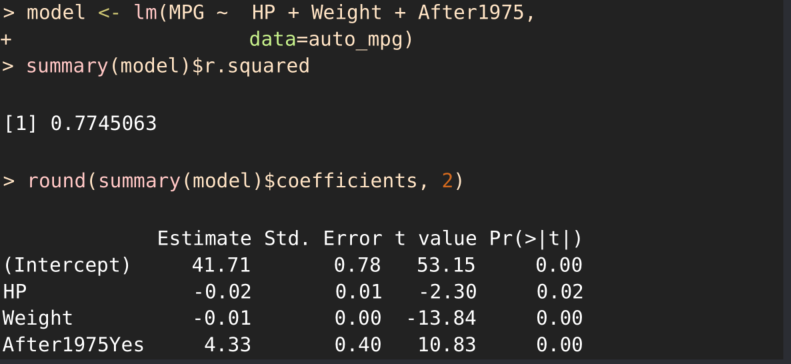 > model <- lm(MPG ~  HP + Weight + After1975,
+                    data=auto_mpg)
> summary(model)$r.squared
[1] 0.7745063
> round(summary(model)$coefficients, 2)
            Estimate Std. Error t value Pr(>|t|)
(Intercept)    41.71       0.78   53.15     0.00
HP             -0.02       0.01   -2.30     0.02
Weight         -0.01       0.00  -13.84     0.00
After1975Yes    4.33       0.40   10.83     0.00